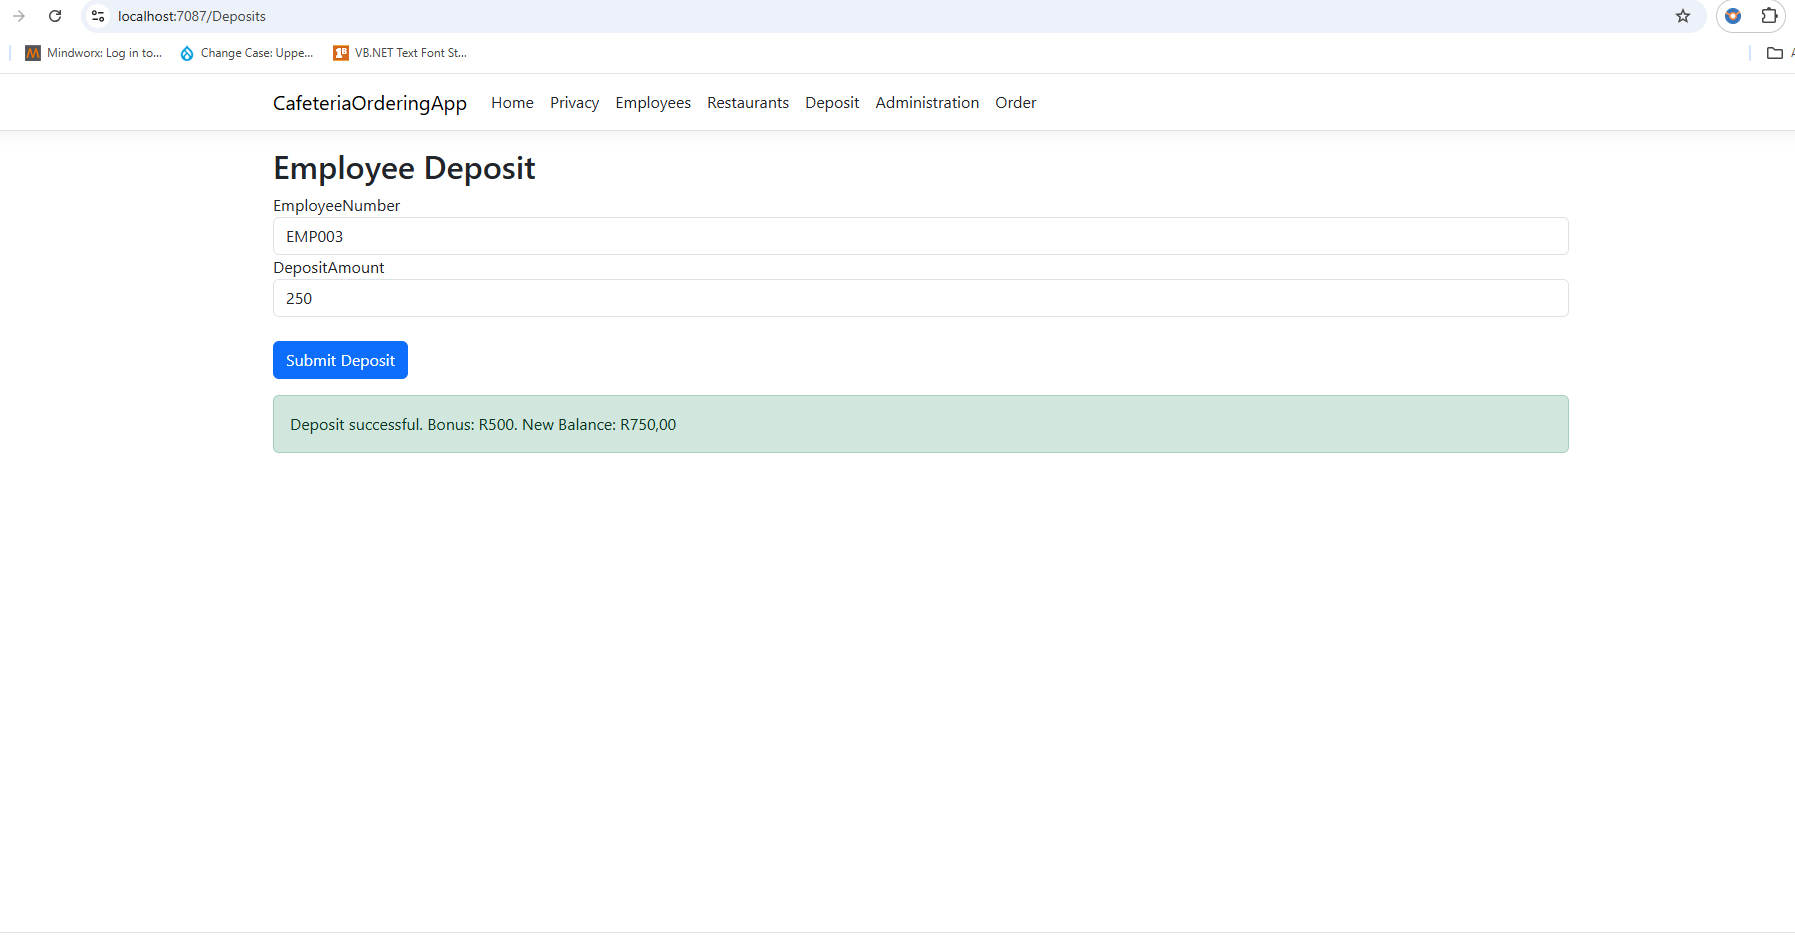 localhost:7087/Deposits
Mindworx: Log in to... Change Case: Uppe... VB.NET Text Font St...
CafeteriaOrderingApp Home Privacy Employees Restaurants Deposit Administration Order
Employee Deposit
EmployeeNumber
EMP003
DepositAmount
250
Submit Deposit
Deposit successful. Bonus: R500. New Balance: R750,00